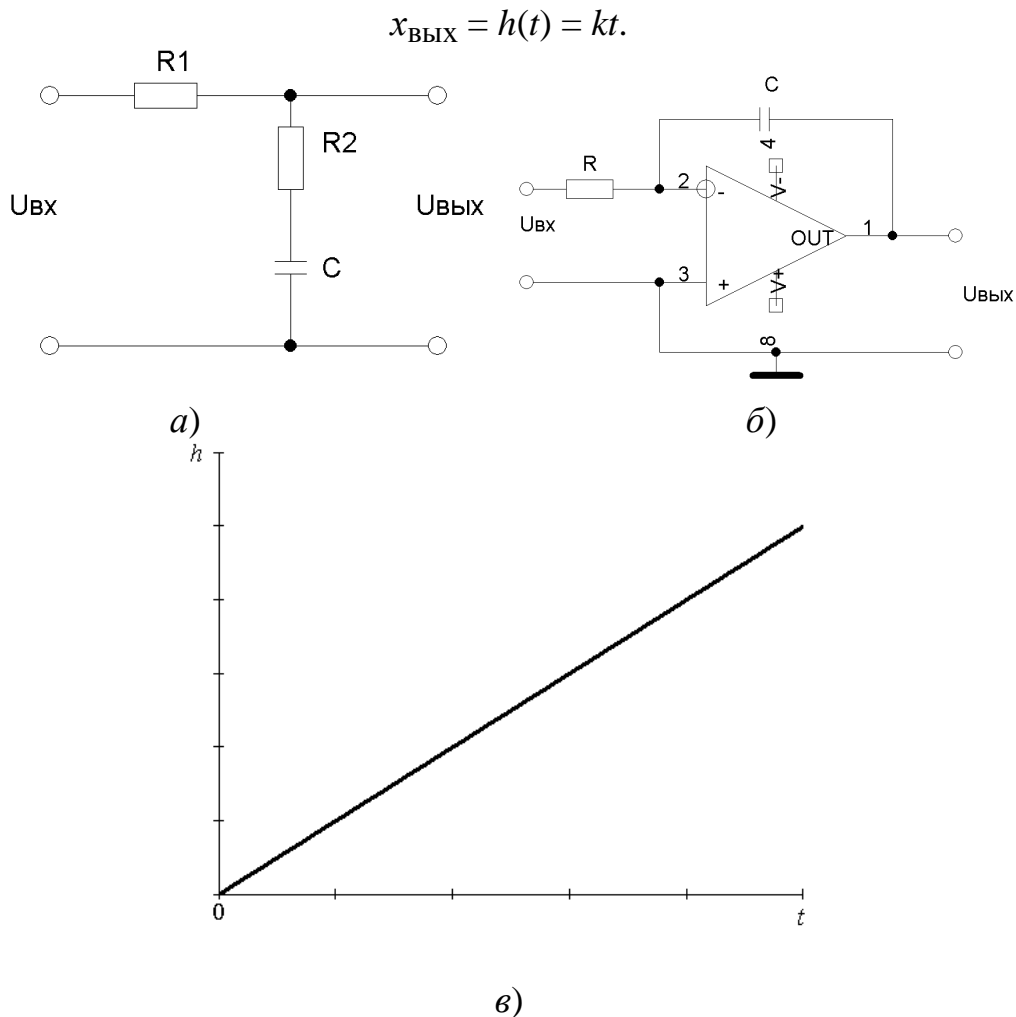 xвых = h(t) = kt.
R1
R2
Uвх
Uвых
C
C
R
2
-
4
V-
Uвх
OUT
1
3
+
V+
Uвых
8
а)
б)
h
0
t
в)